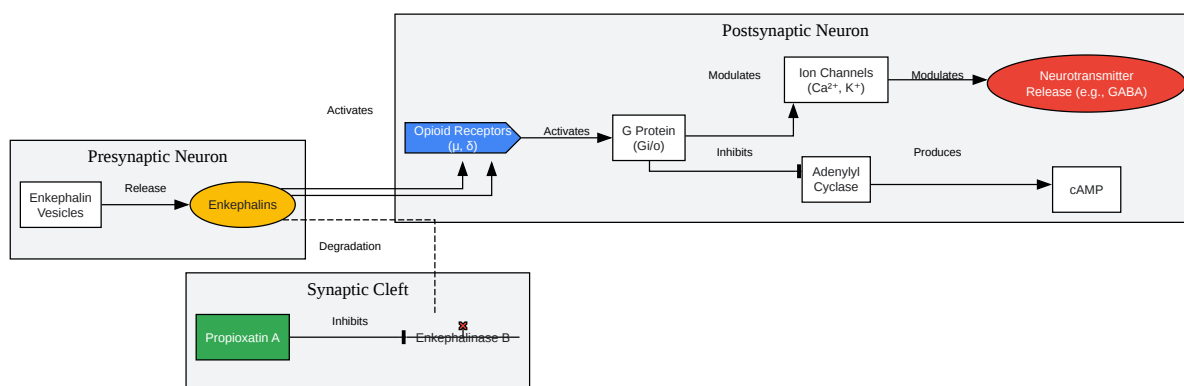 Postsynaptic Neuron
Ion Channels
(Ca²⁺, K⁺)
Modulates
Modulates
Neurotransmitter
Release (e.g., GABA)
Activates
Opioid Receptors
(μ, δ)
Activates
G Protein
(Gi/o)
Inhibits
Adenylyl
Cyclase
Produces
cAMP
Presynaptic Neuron
Enkephalin
Vesicles
Release
Enkephalins
Degradation
Synaptic Cleft
Propioxatin A
Inhibits
Enkephalinase B